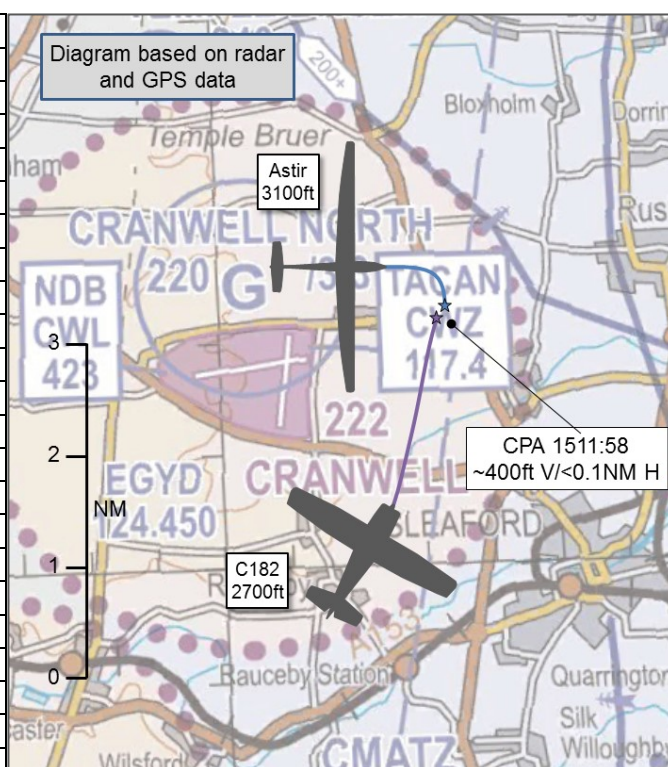 Diagram based on radar
and GPS data
200+
Bloxholm
Temple Bruer
Astir
3100ft
CRANWELL NORTH
220 G
TACAN
CWZ
117.4
NDB
CWL
423
3
222
2
CPA 1511:58
~400ft V/<0.1NM H
EGYD
124.450
CRANWELL
NM
SLEAFORD
1
C182
2700ft
A153
Rauceby Station
Quarrington
0
Silk
Willoughby
Wilsford
CMATZ